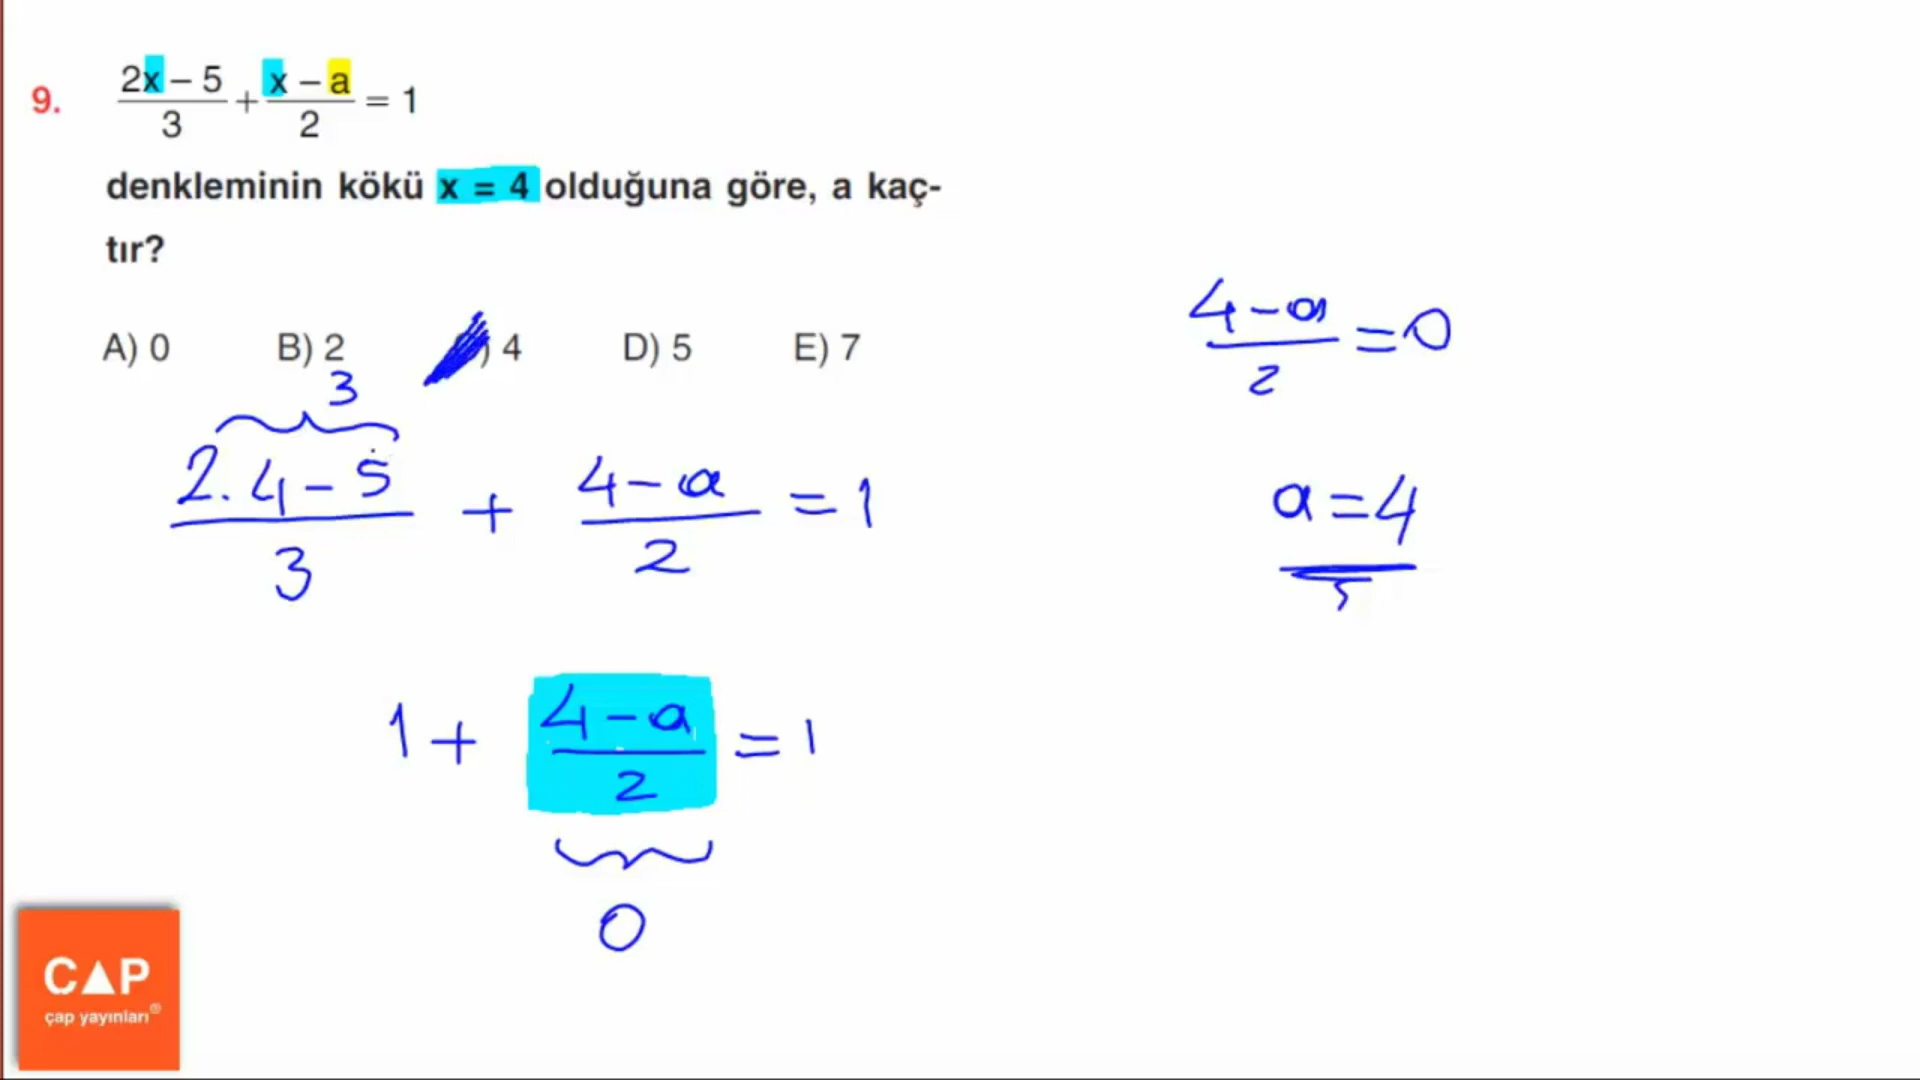 9. (2x – 5)/3 + (x – a)/2 = 1
denkleminin kökü x = 4 olduğuna göre, a kaç-
tır?
A) 0 B) 2 C) 4 D) 5 E) 7
3
(2.4 – 5)/3 + (4 – a)/2 = 1
1 + (4 – a)/2 = 1
0
(4 – a)/2 = 0
a = 4
ÇAP
çap yayınları®